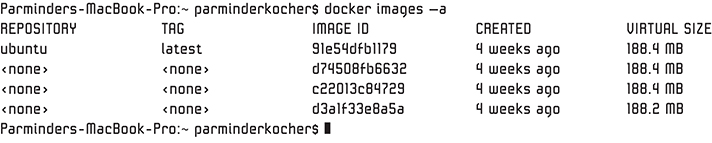 Parminders-MacBook-Pro:~ parminderkocher$ docker images –a
REPOSITORY TAG IMAGE ID CREATED VIRTUAL SIZE
ubuntu latest 91e54dfb1179 4 weeks ago 188.4 MB
<none> <none> d74508fb6632 4 weeks ago 188.4 MB
<none> <none> c22013c84729 4 weeks ago 188.4 MB
<none> <none> d3a1f33e8a5a 4 weeks ago 188.2 MB
Parminders-MacBook-Pro:~ parminderkocher$